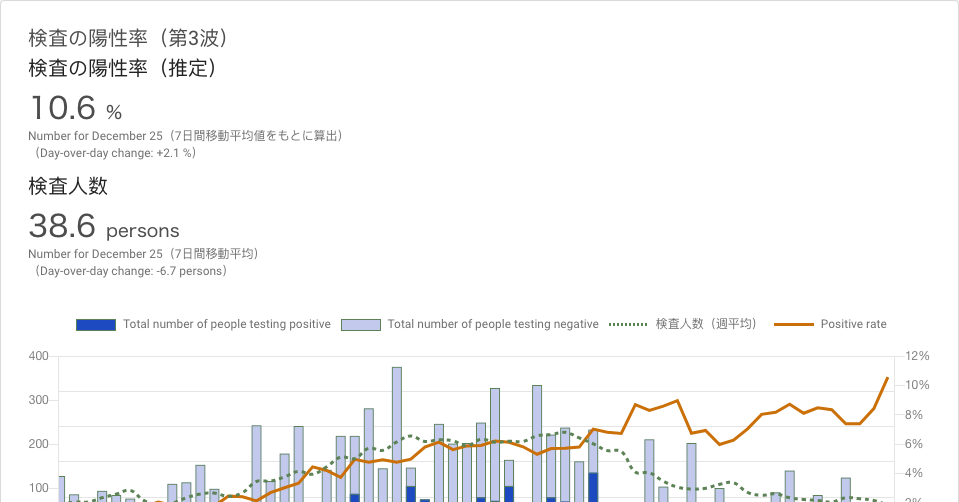 検査の陽性率（第3波）
検査の陽性率（推定）
10.6 %
Number for December 25（7日間移動平均値をもとに算出）
（Day-over-day change: +2.1 %）
検査人数
38.6 persons
Number for December 25（7日間移動平均）
（Day-over-day change: -6.7 persons）
Total number of people testing positive Total number of people testing negative 検査人数（週平均） Positive rate
400 12%
10%
300
8%
200 6%
4%
100